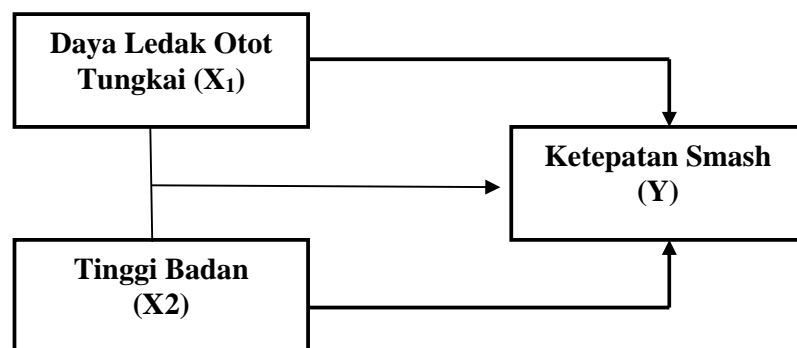 Daya Ledak Otot
Tungkai (X₁)
Ketepatan Smash
(Y)
Tinggi Badan
(X2)